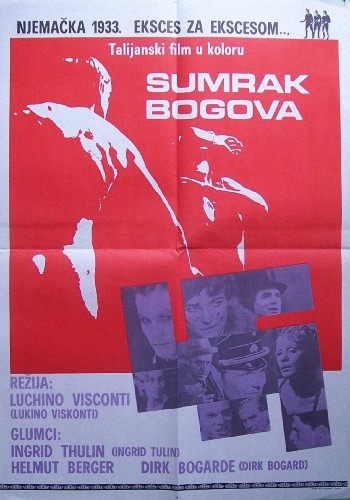 NJEMAČKA 1933. EKSCES ZA EKSCESOM...
Talijanski film u koloru
SUMRAK
BOGOVA
REŽIJA:
LUCHINO VISCONTI
(LUKINO VISKONTI)
GLUMCI:
INGRID THULIN (INGRID TULIN)
HELMUT BERGER DIRK BOGARDE (DIRK BOGARD)